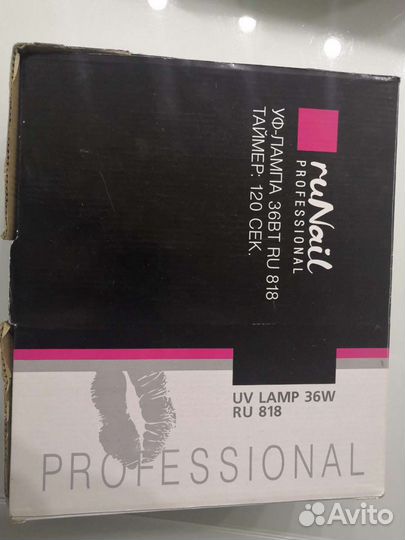 ruNail
PROFESSIONAL
УФ-ЛАМПА 36ВТ RU 818
ТАЙМЕР: 120 СЕК.
UV LAMP 36W
RU 818
PROFESSIONAL
Avito